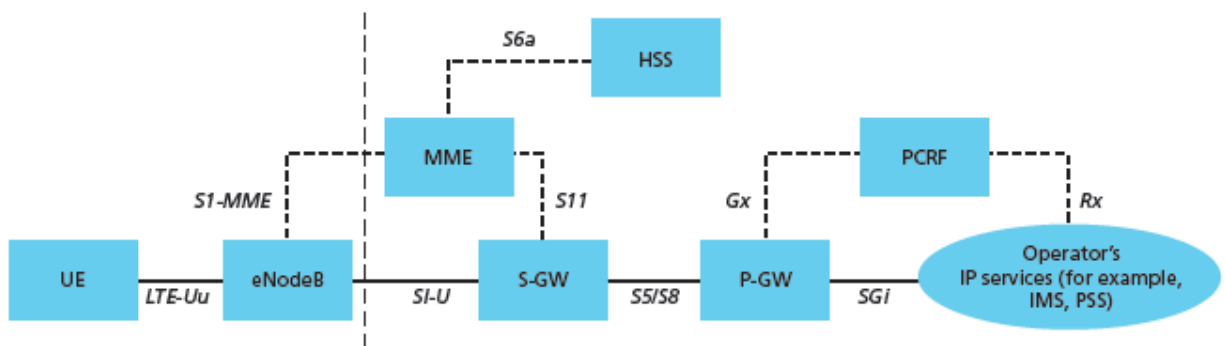 S6a
HSS
MME
PCRF
S1-MME
S11
Gx
Rx
UE
LTE-Uu
eNodeB
SI-U
S-GW
S5/S8
P-GW
SGi
Operator's
IP services (for example,
IMS, PSS)